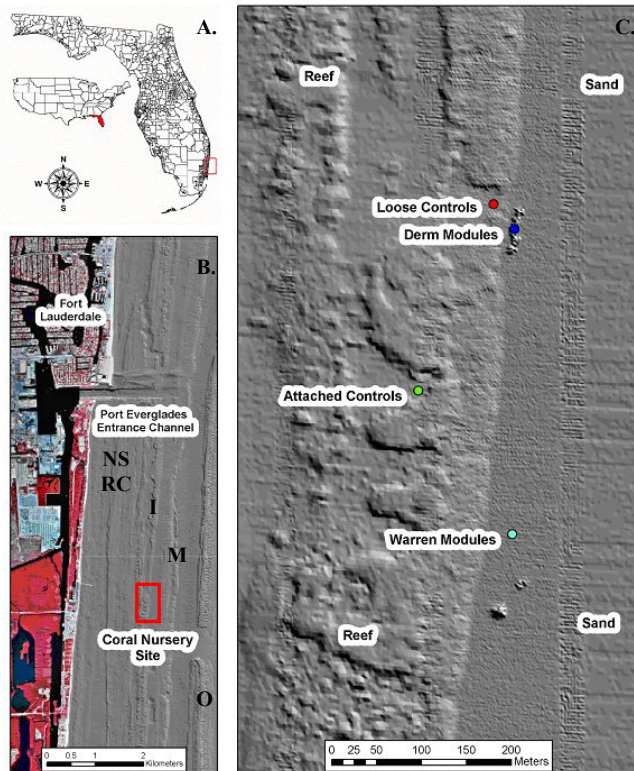 A.
N
W E
S
B.
Fort
Lauderdale
Port Everglades
Entrance Channel
NS
RC
I
M
Coral Nursery
Site
O
0 0.5 1 2
Kilometers
C.
Reef
Sand
Loose Controls
Derm Modules
Attached Controls
Warren Modules
Reef
Sand
0 25 50 100 150 200
Meters